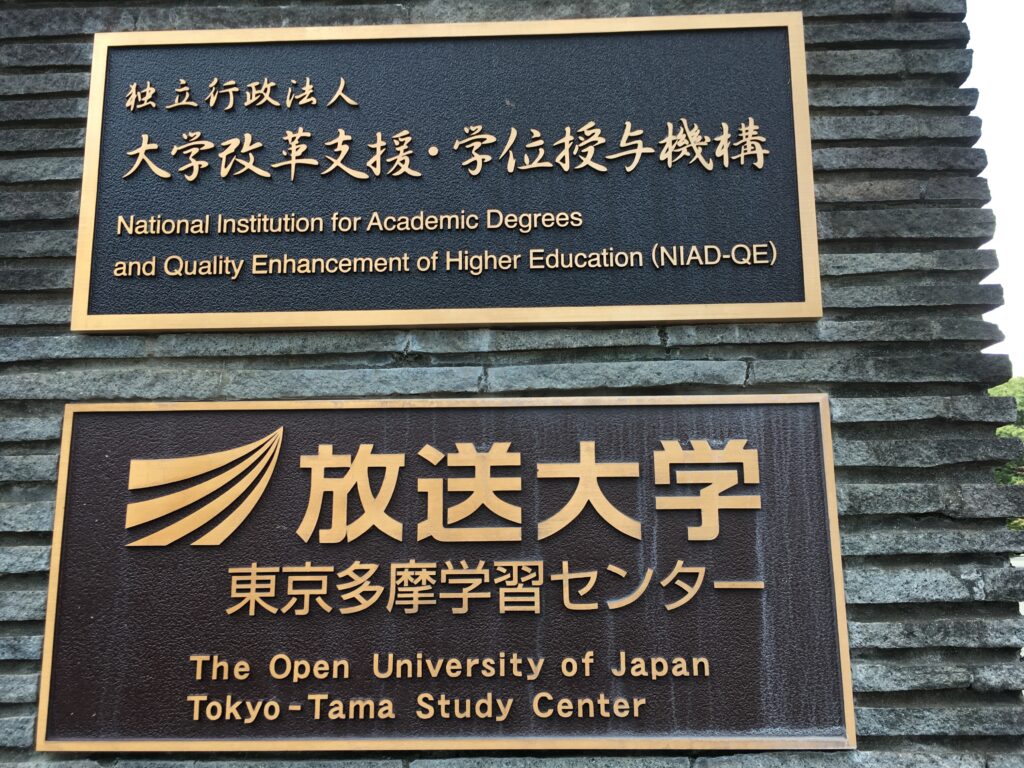 独立行政法人
大学改革支援・学位授与機構
National Institution for Academic Degrees
and Quality Enhancement of Higher Education (NIAD-QE)
放送大学
東京多摩学習センター
The Open University of Japan
Tokyo-Tama Study Center